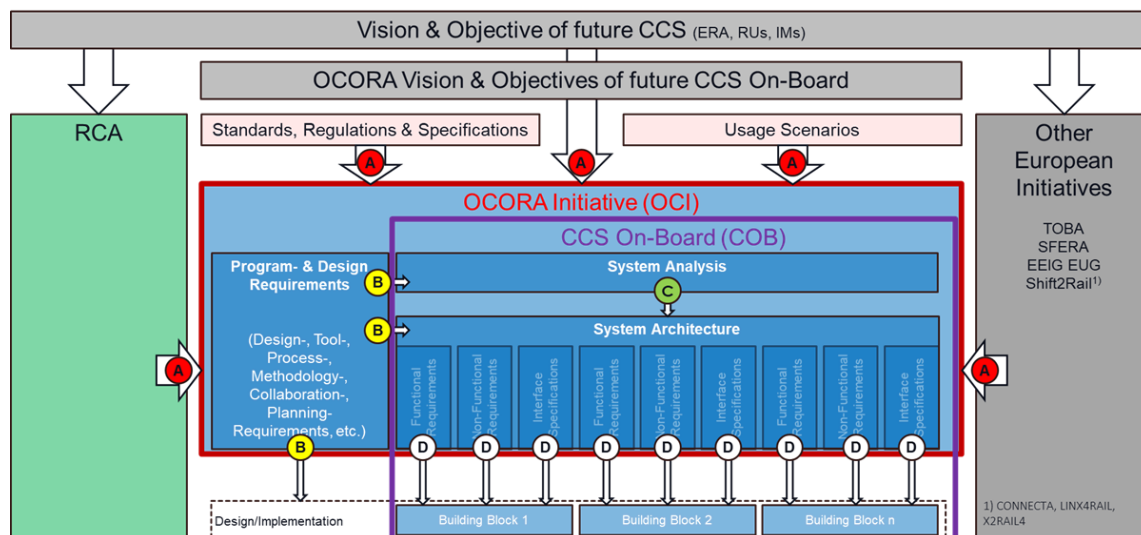 Vision & Objective of future CCS (ERA, RUs, IMs)
OCORA Vision & Objectives of future CCS On-Board
RCA
Standards, Regulations & Specifications
Usage Scenarios
Other
European
Initiatives
TOBA
SFERA
EEIG EUG
Shift2Rail1)
A
A
A
OCORA Initiative (OCI)
CCS On-Board (COB)
Program- & Design
Requirements
B
System Analysis
C
B
System Architecture
(Design-, Tool-,
Process-,
Methodology-,
Collaboration-,
Planning-
Requirements, etc.)
A
A
Functional
Requirements
Non-Functional
Requirements
Interface
Specifications
Functional
Requirements
Non-Functional
Requirements
Interface
Specifications
Functional
Requirements
Non-Functional
Requirements
Interface
Specifications
B
D
D
D
D
D
D
D
D
D
Design/Implementation
Building Block 1
Building Block 2
Building Block n
1) CONNECTA, LINX4RAIL,
X2RAIL4